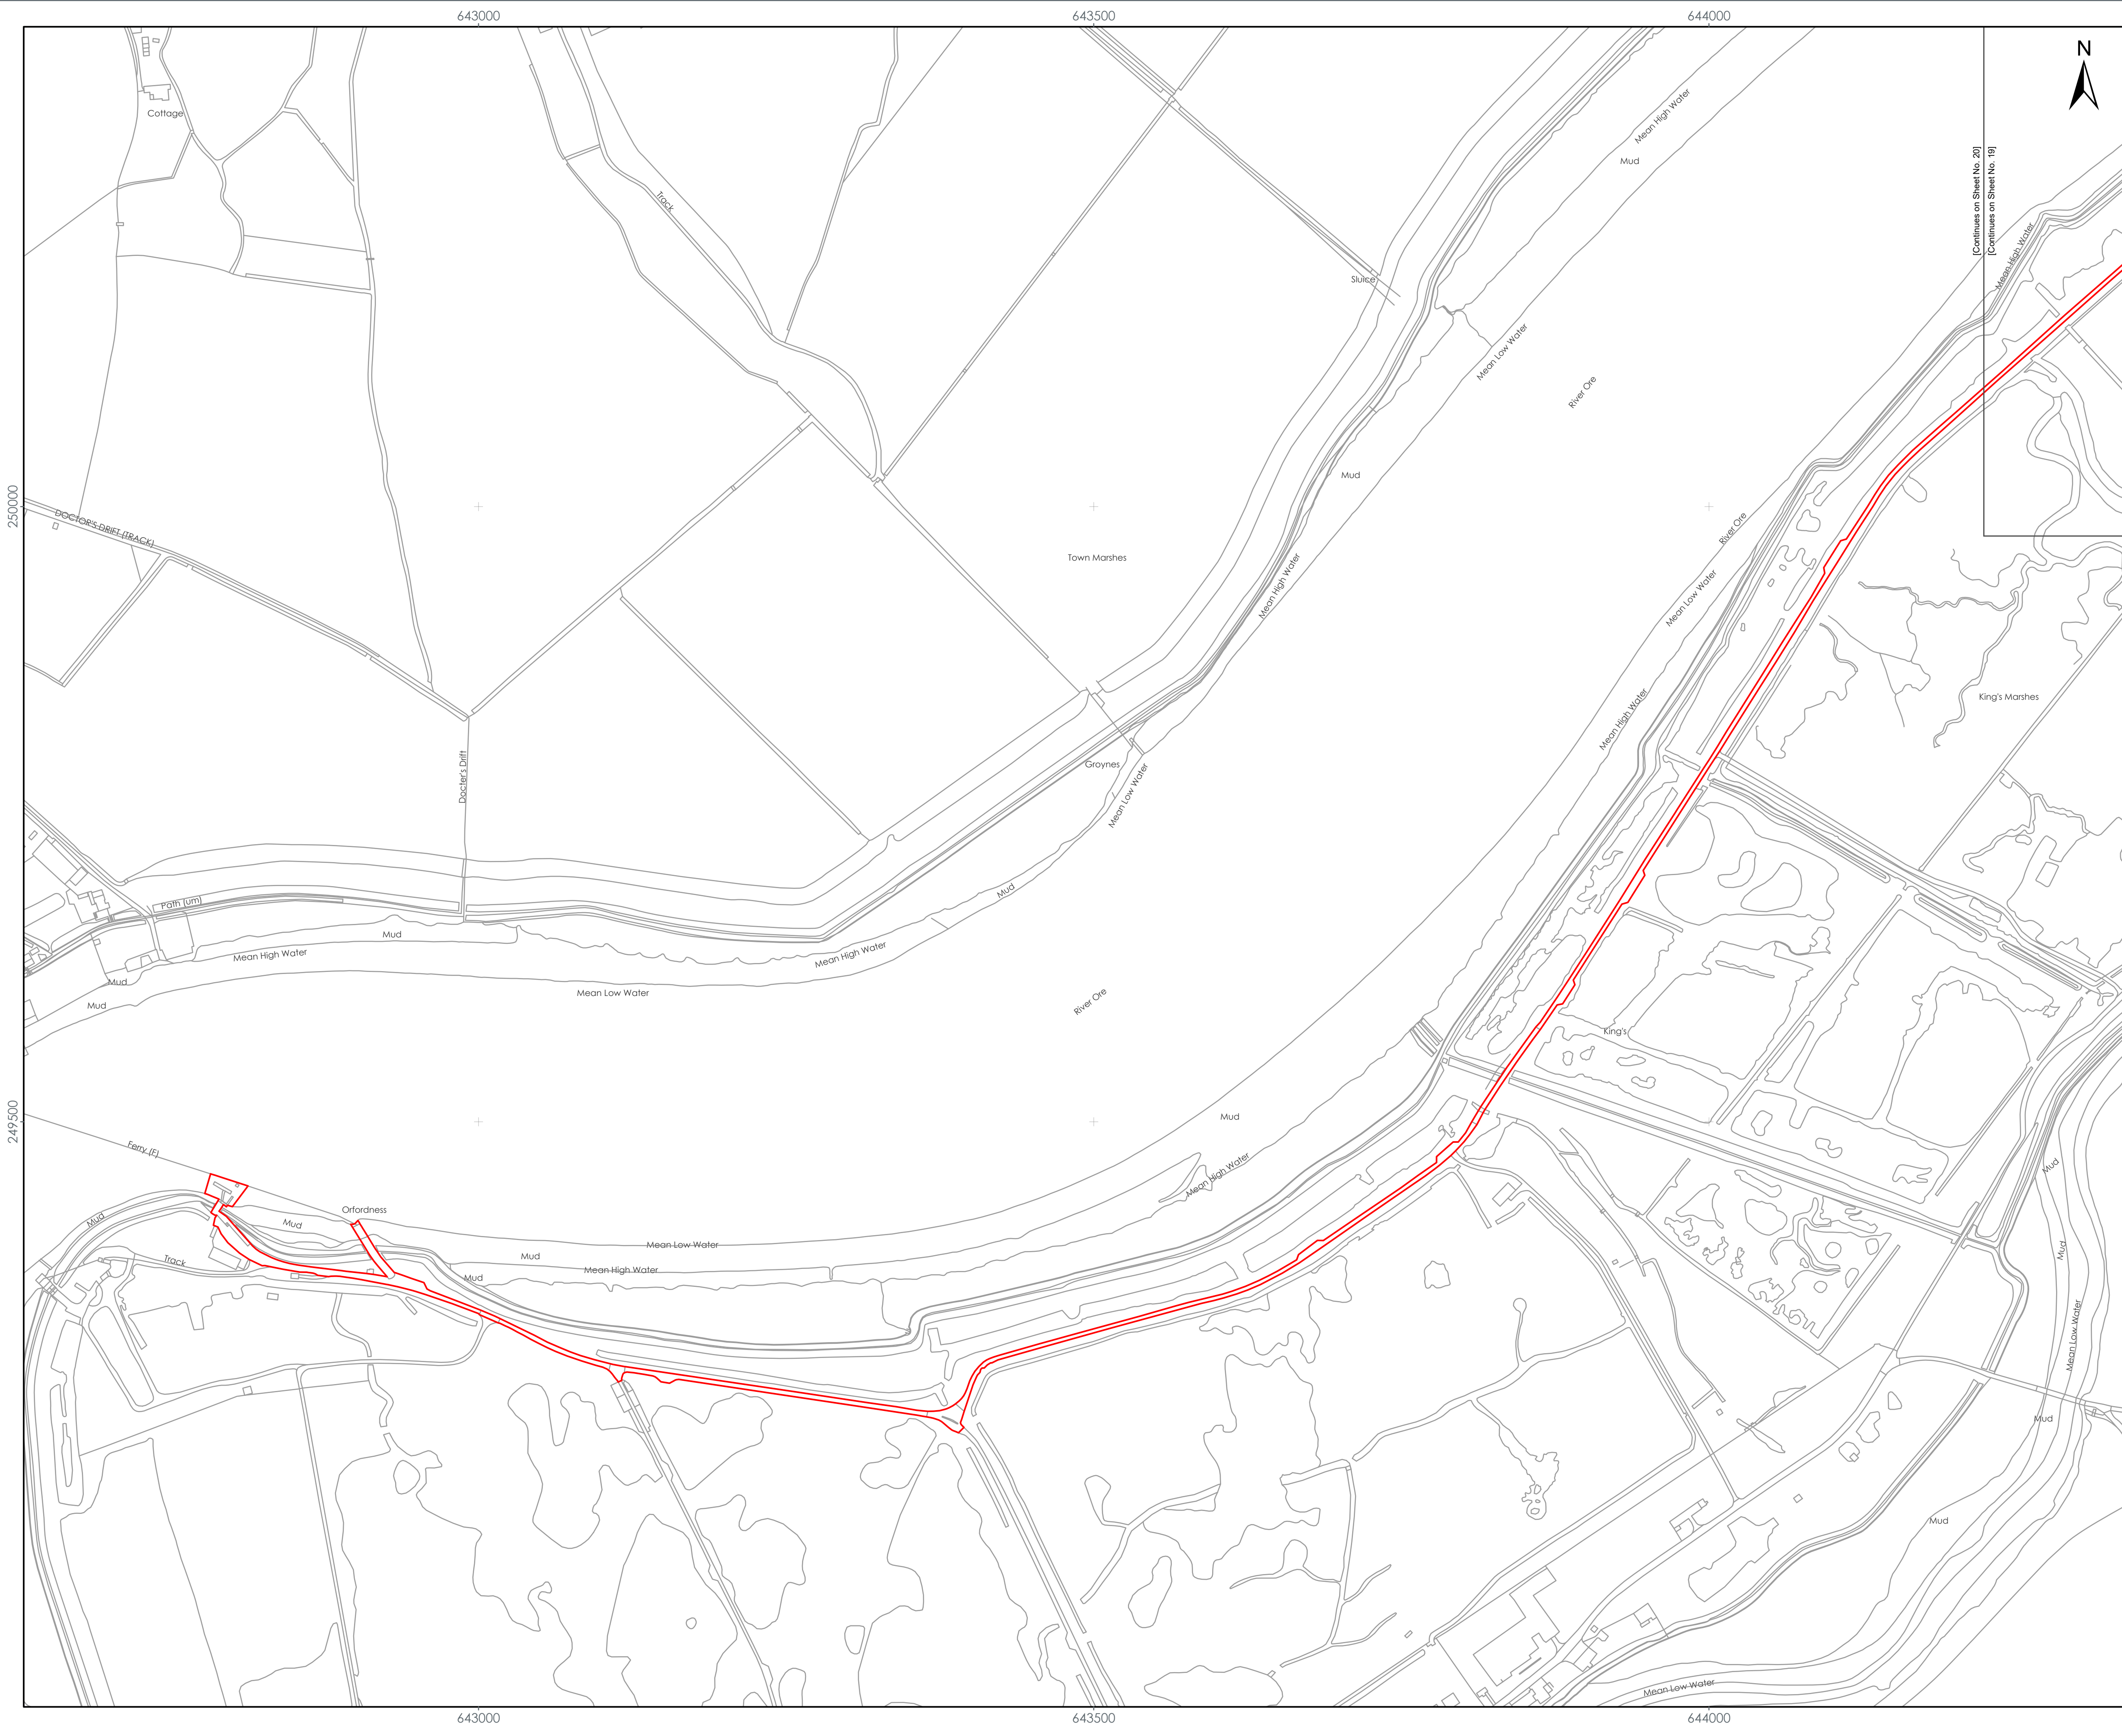 643000
643500
644000
N
Cottage
Mean High Water
Mud
[Continues on Sheet No. 20]
[Continues on Sheet No. 19]
Track
Mean High Water
Sluice
Mean Low Water
River Ore
Mud
250000
DOCTOR'S DRIFT (TRACK)
River Ore
Town Marshes
Mean High Water
Mean Low Water
King's Marshes
Mean High Water
Docter's Drift
Groynes
Mean Low Water
Path (um)
Mud
Mud
Mean High Water
Mean High Water
Mud
Mean Low Water
Mud
River Ore
King's
249500
Mud
Ferry (F)
Mean High Water
Mud
Orfordness
Mud
Mud
Mean Low Water
Mud
Mud
Track
Mean High Water
Mud
Mean Low Water
Mud
Mud
Mean Low Water
643000
643500
644000